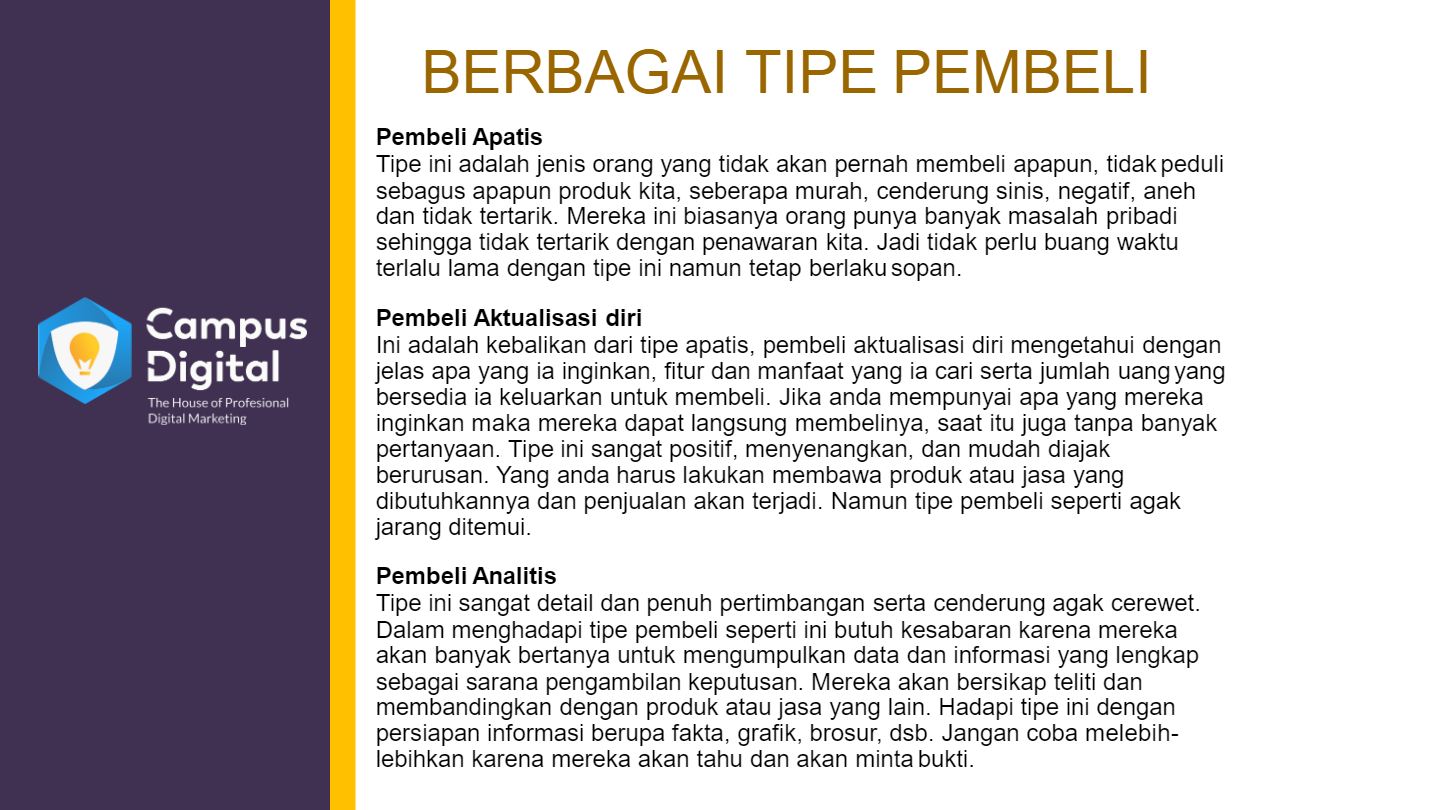 BERBAGAI TIPE PEMBELI
Pembeli Apatis
Tipe ini adalah jenis orang yang tidak akan pernah membeli apapun, tidak peduli
sebagus apapun produk kita, seberapa murah, cenderung sinis, negatif, aneh
dan tidak tertarik. Mereka ini biasanya orang punya banyak masalah pribadi
sehingga tidak tertarik dengan penawaran kita. Jadi tidak perlu buang waktu
terlalu lama dengan tipe ini namun tetap berlaku sopan.
Pembeli Aktualisasi diri
Ini adalah kebalikan dari tipe apatis, pembeli aktualisasi diri mengetahui dengan
jelas apa yang ia inginkan, fitur dan manfaat yang ia cari serta jumlah uang yang
bersedia ia keluarkan untuk membeli. Jika anda mempunyai apa yang mereka
inginkan maka mereka dapat langsung membelinya, saat itu juga tanpa banyak
pertanyaan. Tipe ini sangat positif, menyenangkan, dan mudah diajak
berurusan. Yang anda harus lakukan membawa produk atau jasa yang
dibutuhkannya dan penjualan akan terjadi. Namun tipe pembeli seperti agak
jarang ditemui.
Pembeli Analitis
Tipe ini sangat detail dan penuh pertimbangan serta cenderung agak cerewet.
Dalam menghadapi tipe pembeli seperti ini butuh kesabaran karena mereka
akan banyak bertanya untuk mengumpulkan data dan informasi yang lengkap
sebagai sarana pengambilan keputusan. Mereka akan bersikap teliti dan
membandingkan dengan produk atau jasa yang lain. Hadapi tipe ini dengan
persiapan informasi berupa fakta, grafik, brosur, dsb. Jangan coba melebih-
lebihkan karena mereka akan tahu dan akan minta bukti.
Campus
Digital
The House of Profesional
Digital Marketing